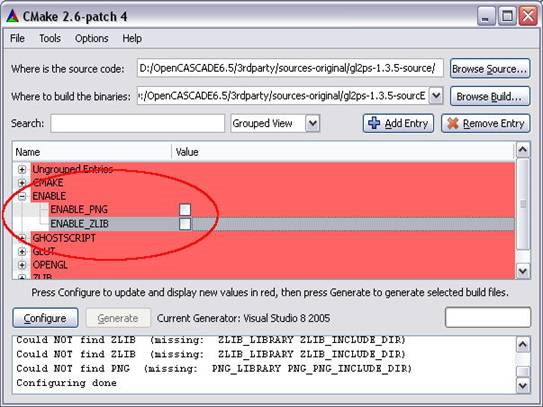 CMake 2.6-patch 4
File Tools Options Help
Where is the source code: D:/OpenCASCADE6.5/3rdparty/sources-original/gl2ps-1.3.5-source/ Browse Source...
Where to build the binaries: :/OpenCASCADE6.5/3rdparty/sources-original/gl2ps-1.3.5-sourcE Browse Build...
Search: Grouped View Add Entry Remove Entry
Name Value
Ungrouped Entries
CMAKE
ENABLE
ENABLE_PNG
ENABLE_ZLIB
GHOSTSCRIPT
GLUT
OPENGL
ZLIB
Press Configure to update and display new values in red, then press Generate to generate selected build files.
Configure Generate Current Generator: Visual Studio 8 2005
Could NOT find ZLIB (missing: ZLIB_LIBRARY ZLIB_INCLUDE_DIR)
Could NOT find ZLIB (missing: ZLIB_LIBRARY ZLIB_INCLUDE_DIR)
Could NOT find PNG (missing: PNG_LIBRARY PNG_PNG_INCLUDE_DIR)
Configuring done